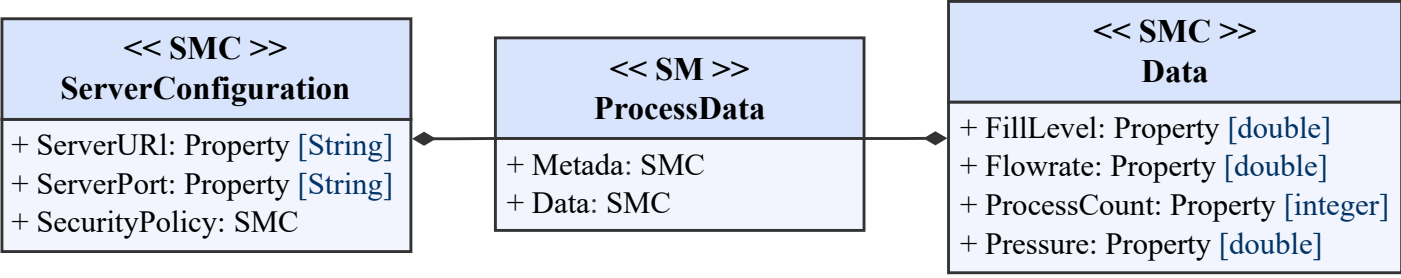 << SMC >>
ServerConfiguration
+ ServerURl: Property [String]
+ ServerPort: Property [String]
+ SecurityPolicy: SMC
<< SM >>
ProcessData
+ Metada: SMC
+ Data: SMC
<< SMC >>
Data
+ FillLevel: Property [double]
+ Flowrate: Property [double]
+ ProcessCount: Property [integer]
+ Pressure: Property [double]